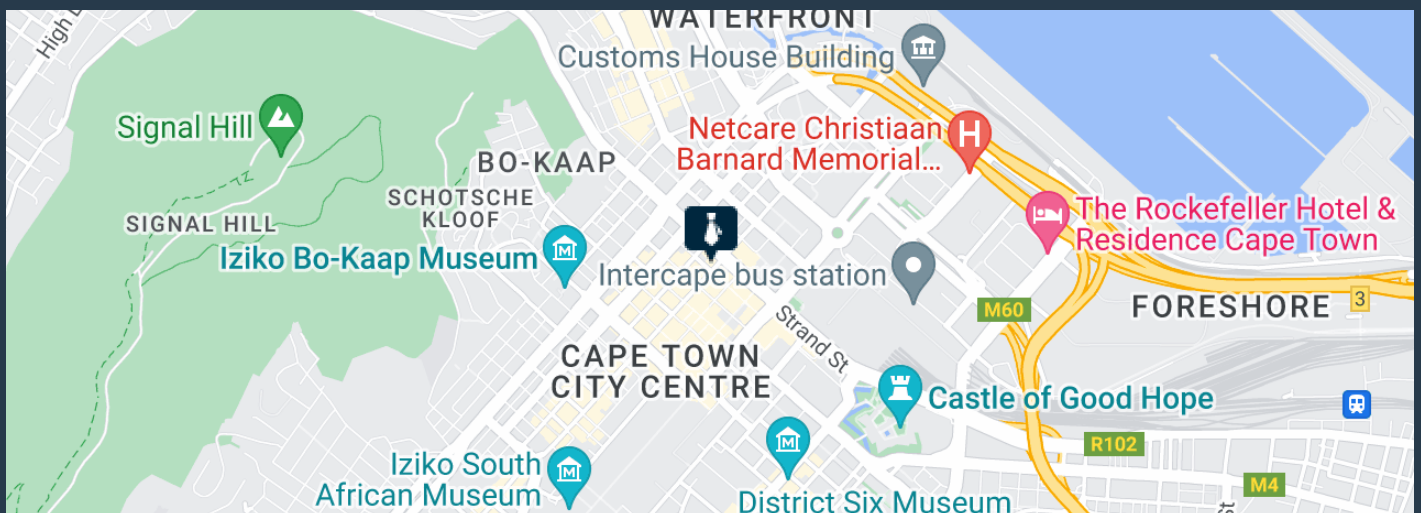 WATERFRONT
High L
Customs House Building
Signal Hill
Netcare Christiaan
Barnard Memorial...
BO-KAAP
SCHOTSCHE
KLOOF
SIGNAL HILL
The Rockefeller Hotel &
Residence Cape Town
Iziko Bo-Kaap Museum
Intercape bus station
M60
FORESHORE
3
Strand St
CAPE TOWN
CITY CENTRE
Castle of Good Hope
R102
Iziko South
African Museum
M4
District Six Museum
St